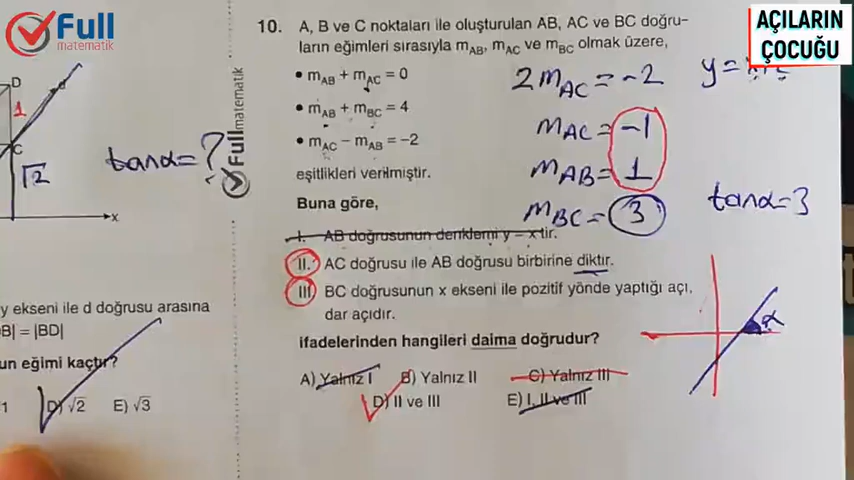 Full
matematik
AÇILARIN
ÇOCUĞU
D
d
1
C
√2
x
tanα=?
Full matematik
y ekseni ile d doğrusu arasına
B| = |BD|
un eğimi kaçtır?
1 D) √2 E) √3
10. A, B ve C noktaları ile oluşturulan AB, AC ve BC doğru-
ların eğimleri sırasıyla mAB, mAC ve mBC olmak üzere,
• mAB + mAC = 0
• mAB + mBC = 4
• mAC – mAB = –2
eşitlikleri verilmiştir.
Buna göre,
I. AB doğrusunun denklemi y = x tir.
II. AC doğrusu ile AB doğrusu birbirine diktir.
III. BC doğrusunun x ekseni ile pozitif yönde yaptığı açı,
dar açıdır.
ifadelerinden hangileri daima doğrudur?
A) Yalnız I B) Yalnız II C) Yalnız III
D) II ve III E) I, II ve III
2mAC = -2
mAC = -1
mAB = 1
mBC = 3
y =
tanα=3
α